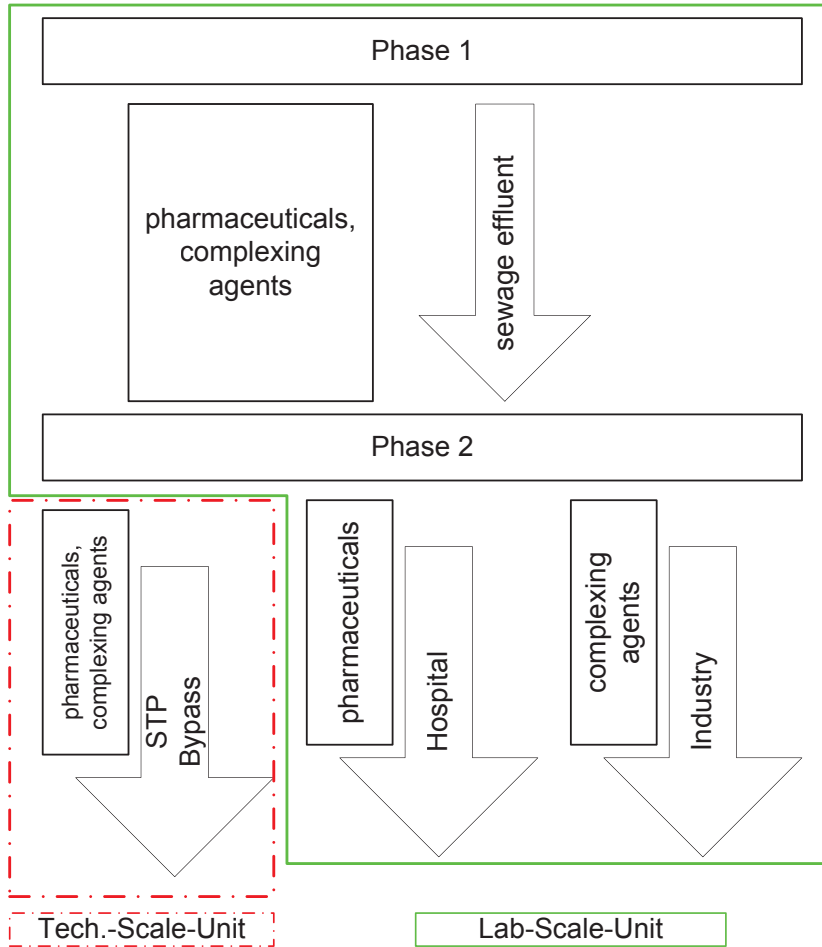 Phase 1
pharmaceuticals,
complexing
agents
sewage effluent
Phase 2
pharmaceuticals,
complexing agents
STP
Bypass
pharmaceuticals
Hospital
complexing
agents
Industry
Tech.-Scale-Unit
Lab-Scale-Unit